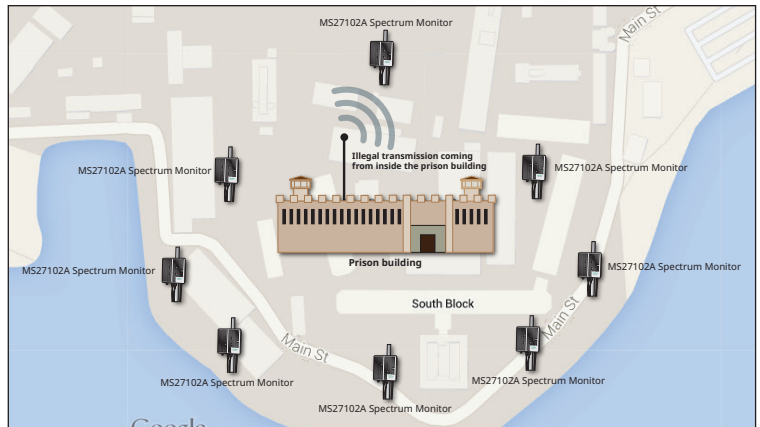 MS27102A Spectrum Monitor
Main St
Illegal transmission coming
from inside the prison building
MS27102A Spectrum Monitor
MS27102A Spectrum Monitor
Prison building
MS27102A Spectrum Monitor
MS27102A Spectrum Monitor
South Block
Main St
Main St
MS27102A Spectrum Monitor
MS27102A Spectrum Monitor
MS27102A Spectrum Monitor
Google